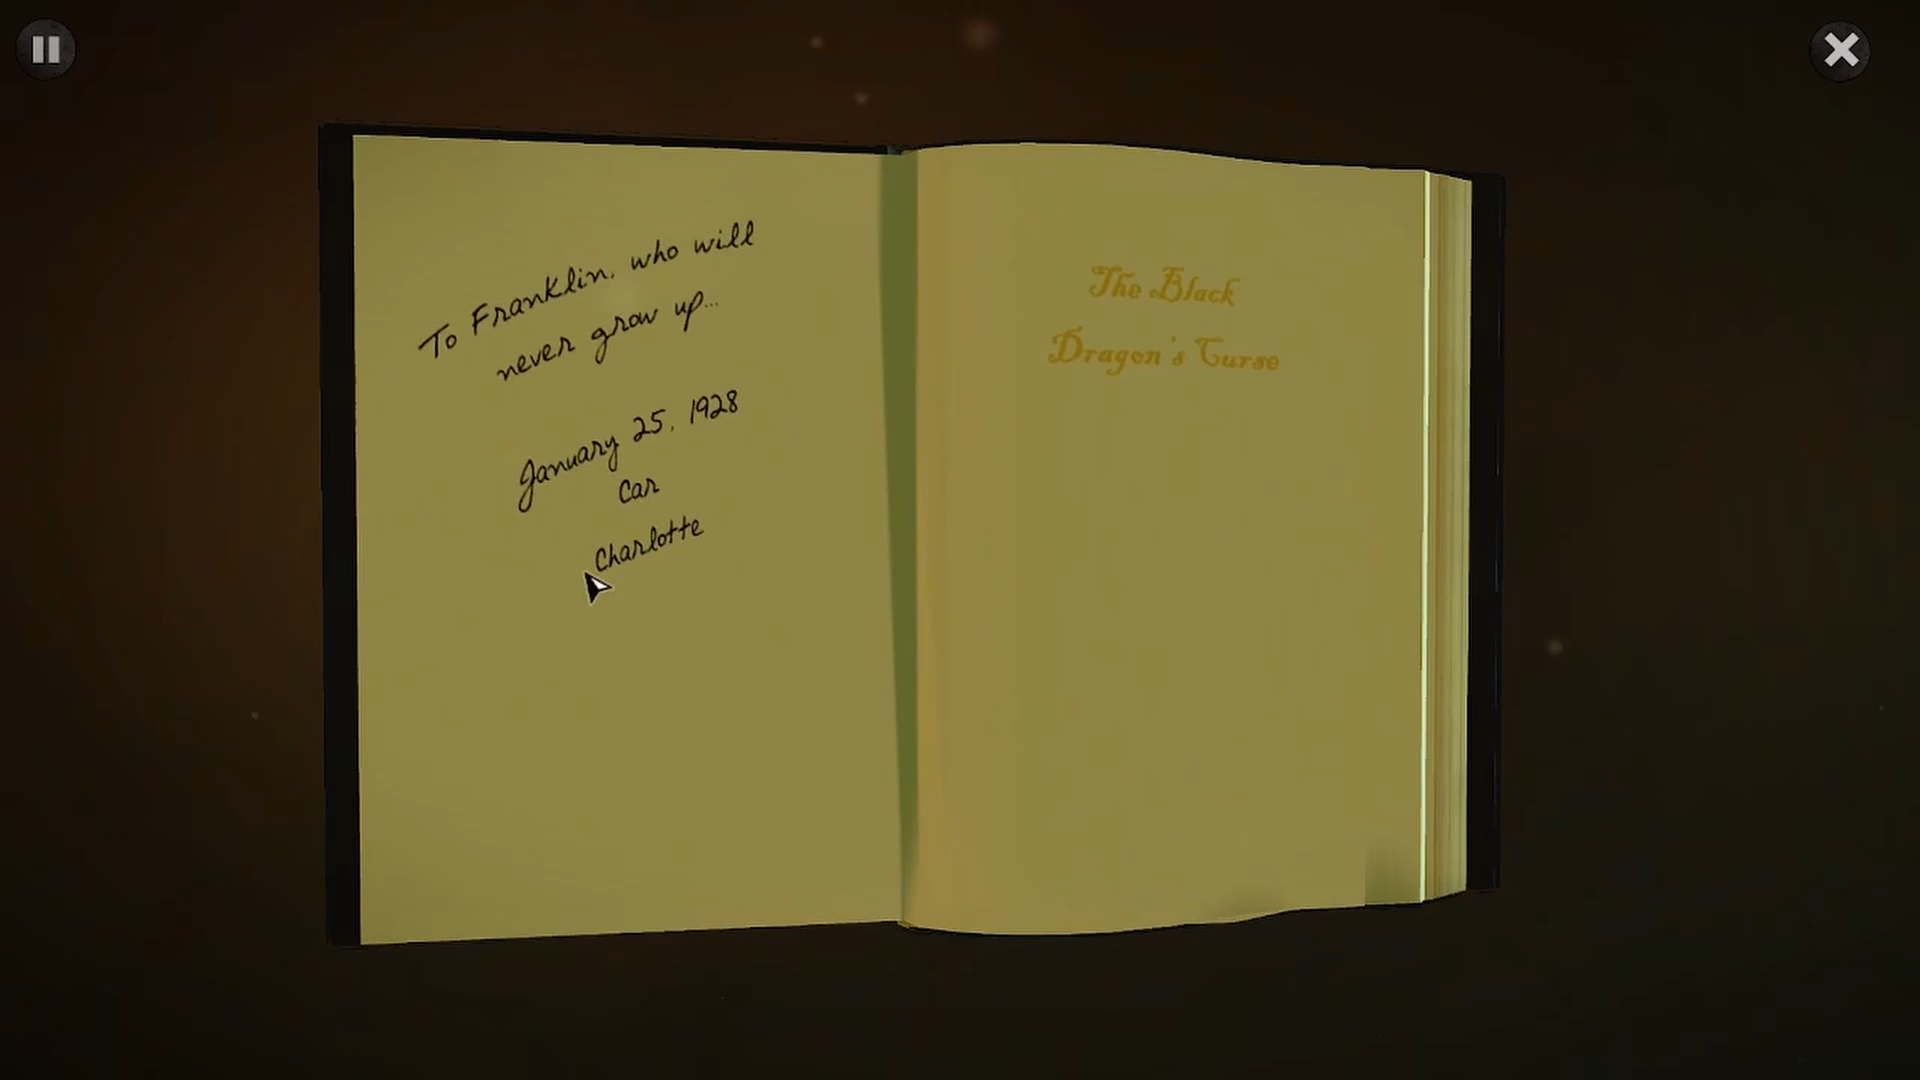 To Franklin, who will
never grow up...
January 25, 1928
Car
Charlotte
The Black
Dragon's Curse